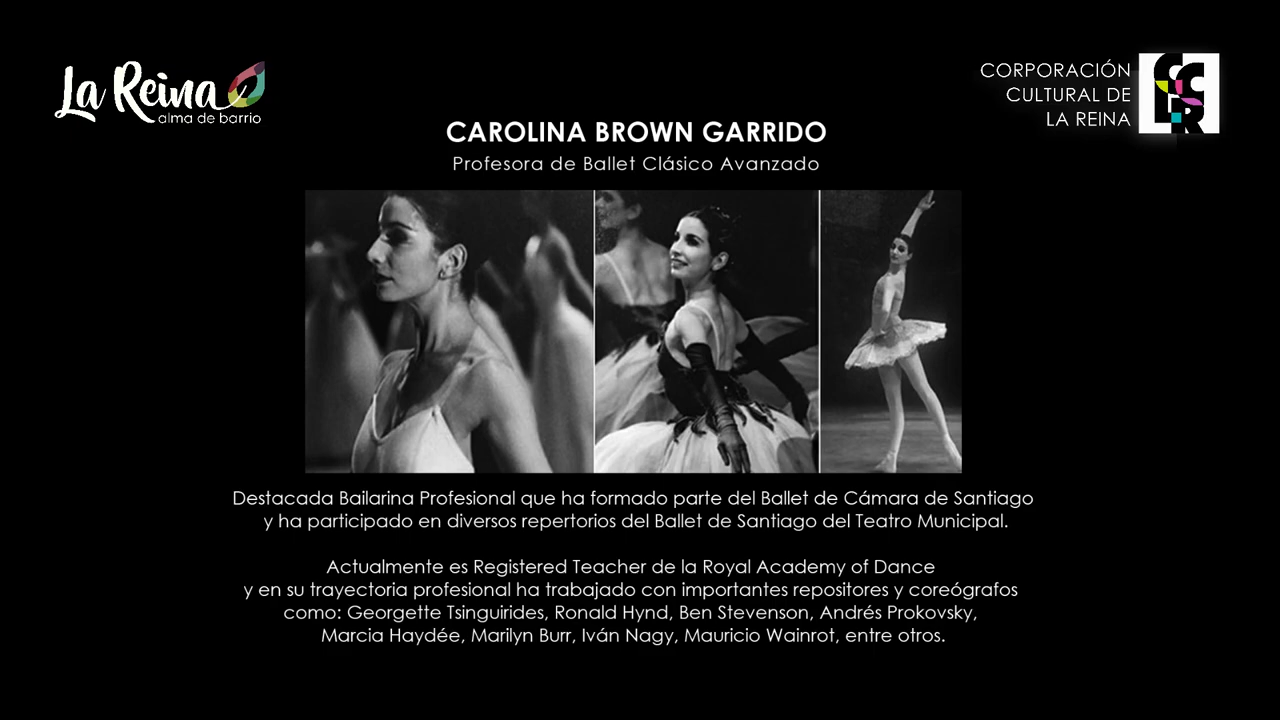 La Reina
alma de barrio
CORPORACIÓN
CULTURAL DE
LA REINA
CCLR
CAROLINA BROWN GARRIDO
Profesora de Ballet Clásico Avanzado
Destacada Bailarina Profesional que ha formado parte del Ballet de Cámara de Santiago
y ha participado en diversos repertorios del Ballet de Santiago del Teatro Municipal.
Actualmente es Registered Teacher de la Royal Academy of Dance
y en su trayectoria profesional ha trabajado con importantes repositores y coreógrafos
como: Georgette Tsinguirides, Ronald Hynd, Ben Stevenson, Andrés Prokovsky,
Marcia Haydée, Marilyn Burr, Iván Nagy, Mauricio Wainrot, entre otros.